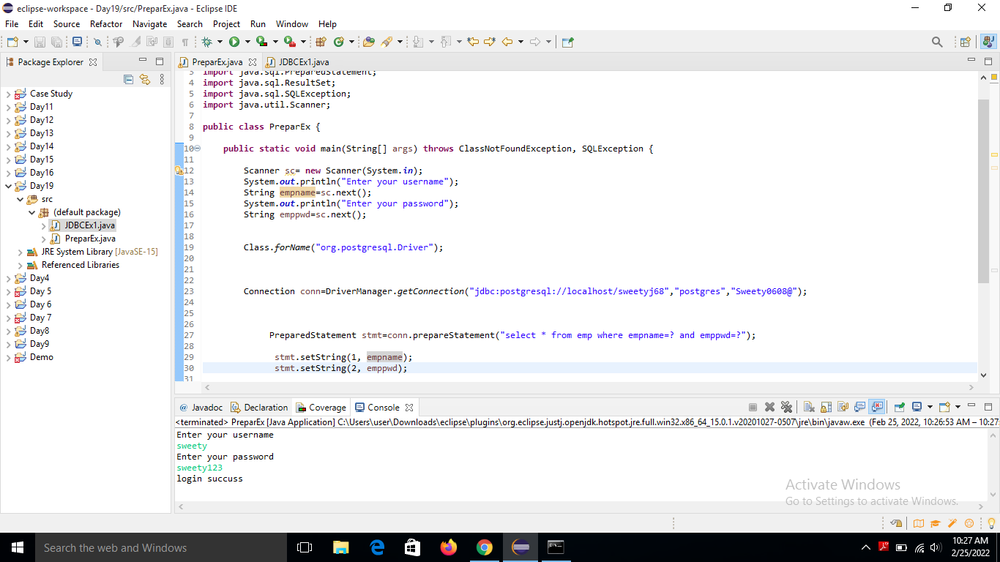 eclipse-workspace - Day19/src/PreparEx.java - Eclipse IDE
File Edit Source Refactor Navigate Search Project Run Window Help
Package Explorer
Case Study
Day11
Day12
Day13
Day14
Day15
Day16
Day19
src
(default package)
JDBCEx1.java
PreparEx.java
JRE System Library [JavaSE-15]
Referenced Libraries
Day4
Day 5
Day 6
Day 7
Day8
Day9
Demo
PreparEx.java JDBCEx1.java
3 import java.sql.PreparedStatement;
4 import java.sql.ResultSet;
5 import java.sql.SQLException;
6 import java.util.Scanner;
7
8 public class PreparEx {
9
10 public static void main(String[] args) throws ClassNotFoundException, SQLException {
11
12 Scanner sc= new Scanner(System.in);
13 System.out.println("Enter your username");
14 String empname=sc.next();
15 System.out.println("Enter your password");
16 String emppwd=sc.next();
17
18
19 Class.forName("org.postgresql.Driver");
20
21
22
23 Connection conn=DriverManager.getConnection("jdbc:postgresql://localhost/sweetyj68","postgres","Sweety0608@");
24
25
26
27 PreparedStatement stmt=conn.prepareStatement("select * from emp where empname=? and emppwd=?");
28
29 stmt.setString(1, empname);
30 stmt.setString(2, emppwd);
31
@ Javadoc Declaration Coverage Console
<terminated> PreparEx [Java Application] C:\Users\user\Downloads\eclipse\plugins\org.eclipse.justj.openjdk.hotspot.jre.full.win32.x86_64_15.0.1.v20201027-0507\jre\bin\javaw.exe (Feb 25, 2022, 10:26:53 AM – 10:27:
Enter your username
sweety
Enter your password
sweety123
login succuss
Activate Windows
Go to Settings to activate Windows.
Search the web and Windows
10:27 AM
2/25/2022